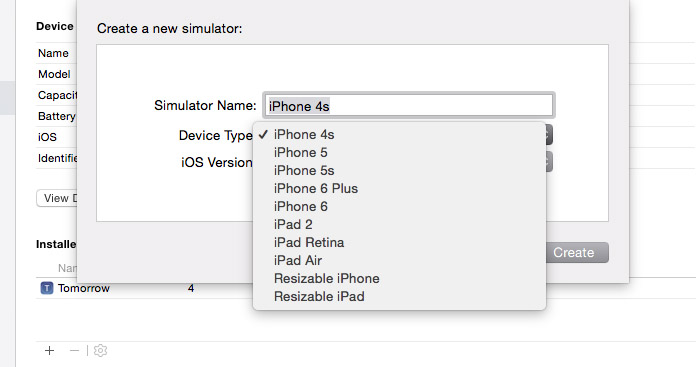 Device
Create a new simulator:
Name
Model
Capacit
Simulator Name: iPhone 4s
Battery
iOS
Device Type
✓ iPhone 4s
iPhone 5
iPhone 5s
iPhone 6 Plus
iPhone 6
iPad 2
iPad Retina
iPad Air
Resizable iPhone
Resizable iPad
Identifie
iOS Version
View D
Installe
Create
Nar
T Tomorrow 4